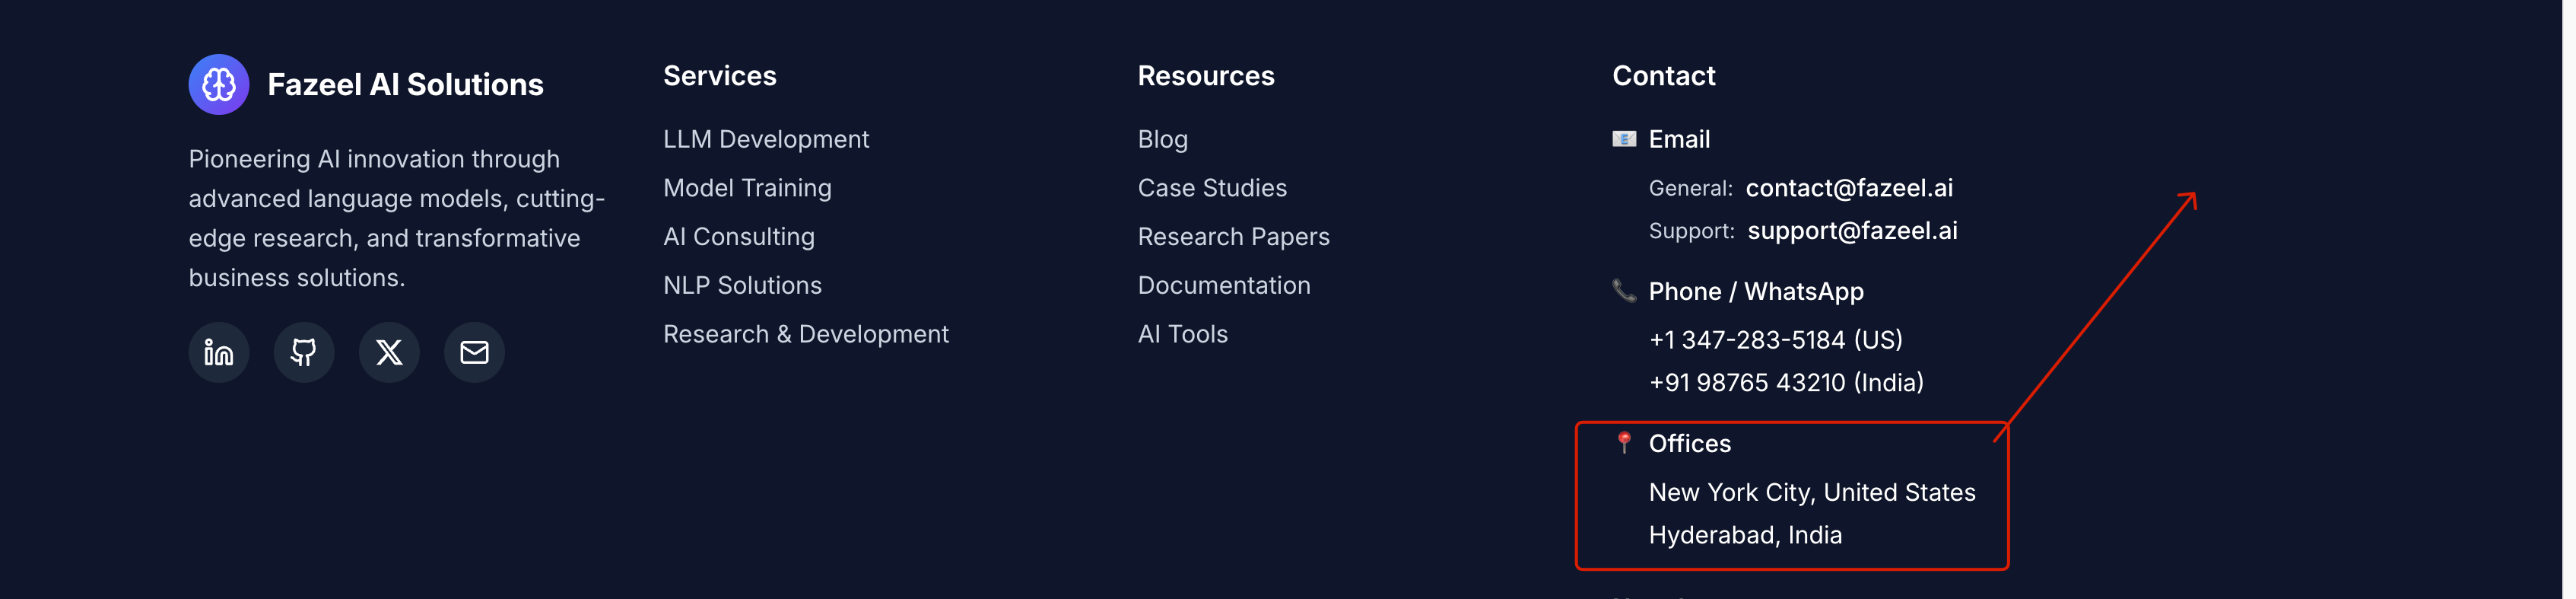 Fazeel AI Solutions
Pioneering AI innovation through
advanced language models, cutting-
edge research, and transformative
business solutions.
Services
LLM Development
Model Training
AI Consulting
NLP Solutions
Research & Development
Resources
Blog
Case Studies
Research Papers
Documentation
AI Tools
Contact
📧 Email
General: contact@fazeel.ai
Support: support@fazeel.ai
📞 Phone / WhatsApp
+1 347-283-5184 (US)
+91 98765 43210 (India)
📍 Offices
New York City, United States
Hyderabad, India